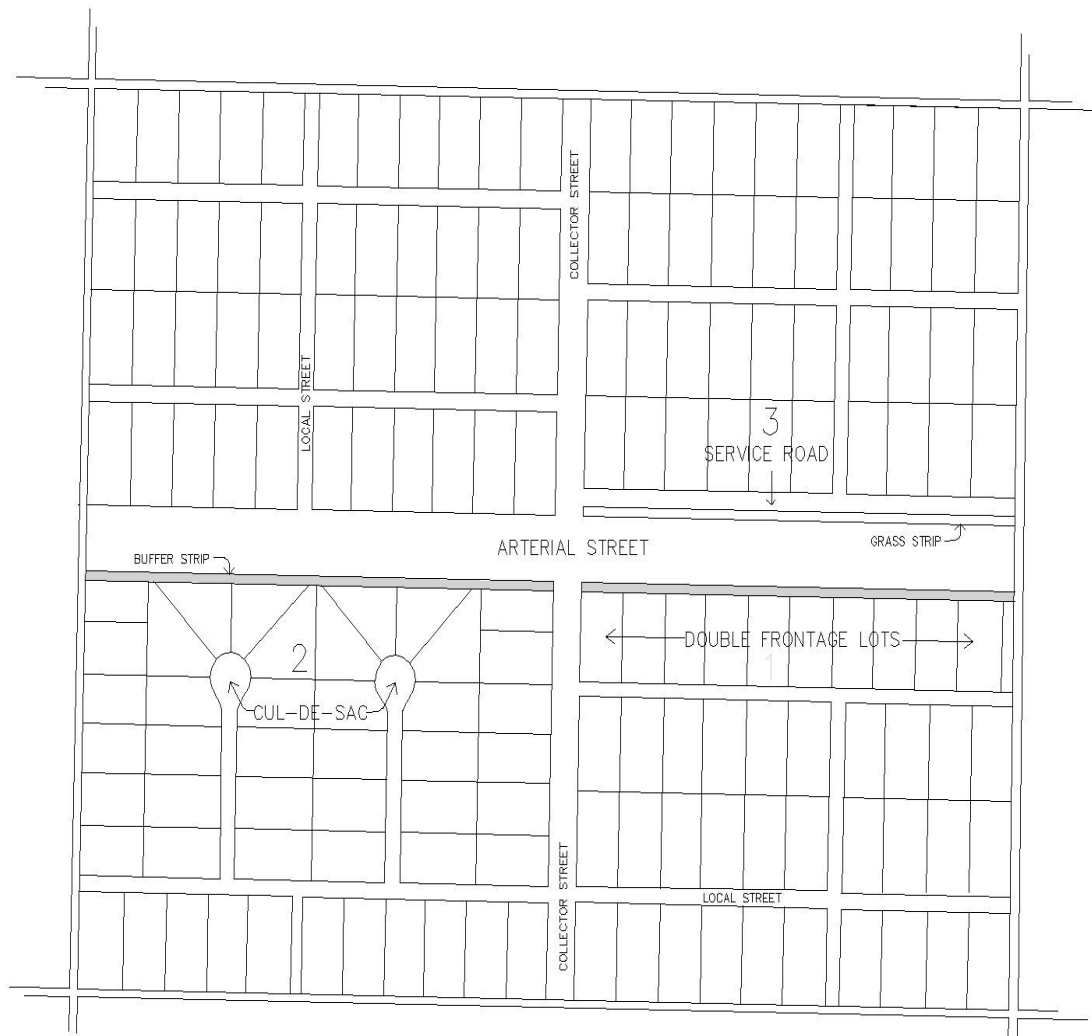 COLLECTOR STREET
LOCAL STREET
3
SERVICE ROAD
ARTERIAL STREET
GRASS STRIP
BUFFER STRIP
DOUBLE FRONTAGE LOTS
1
2
CUL-DE-SAC
COLLECTOR STREET
LOCAL STREET